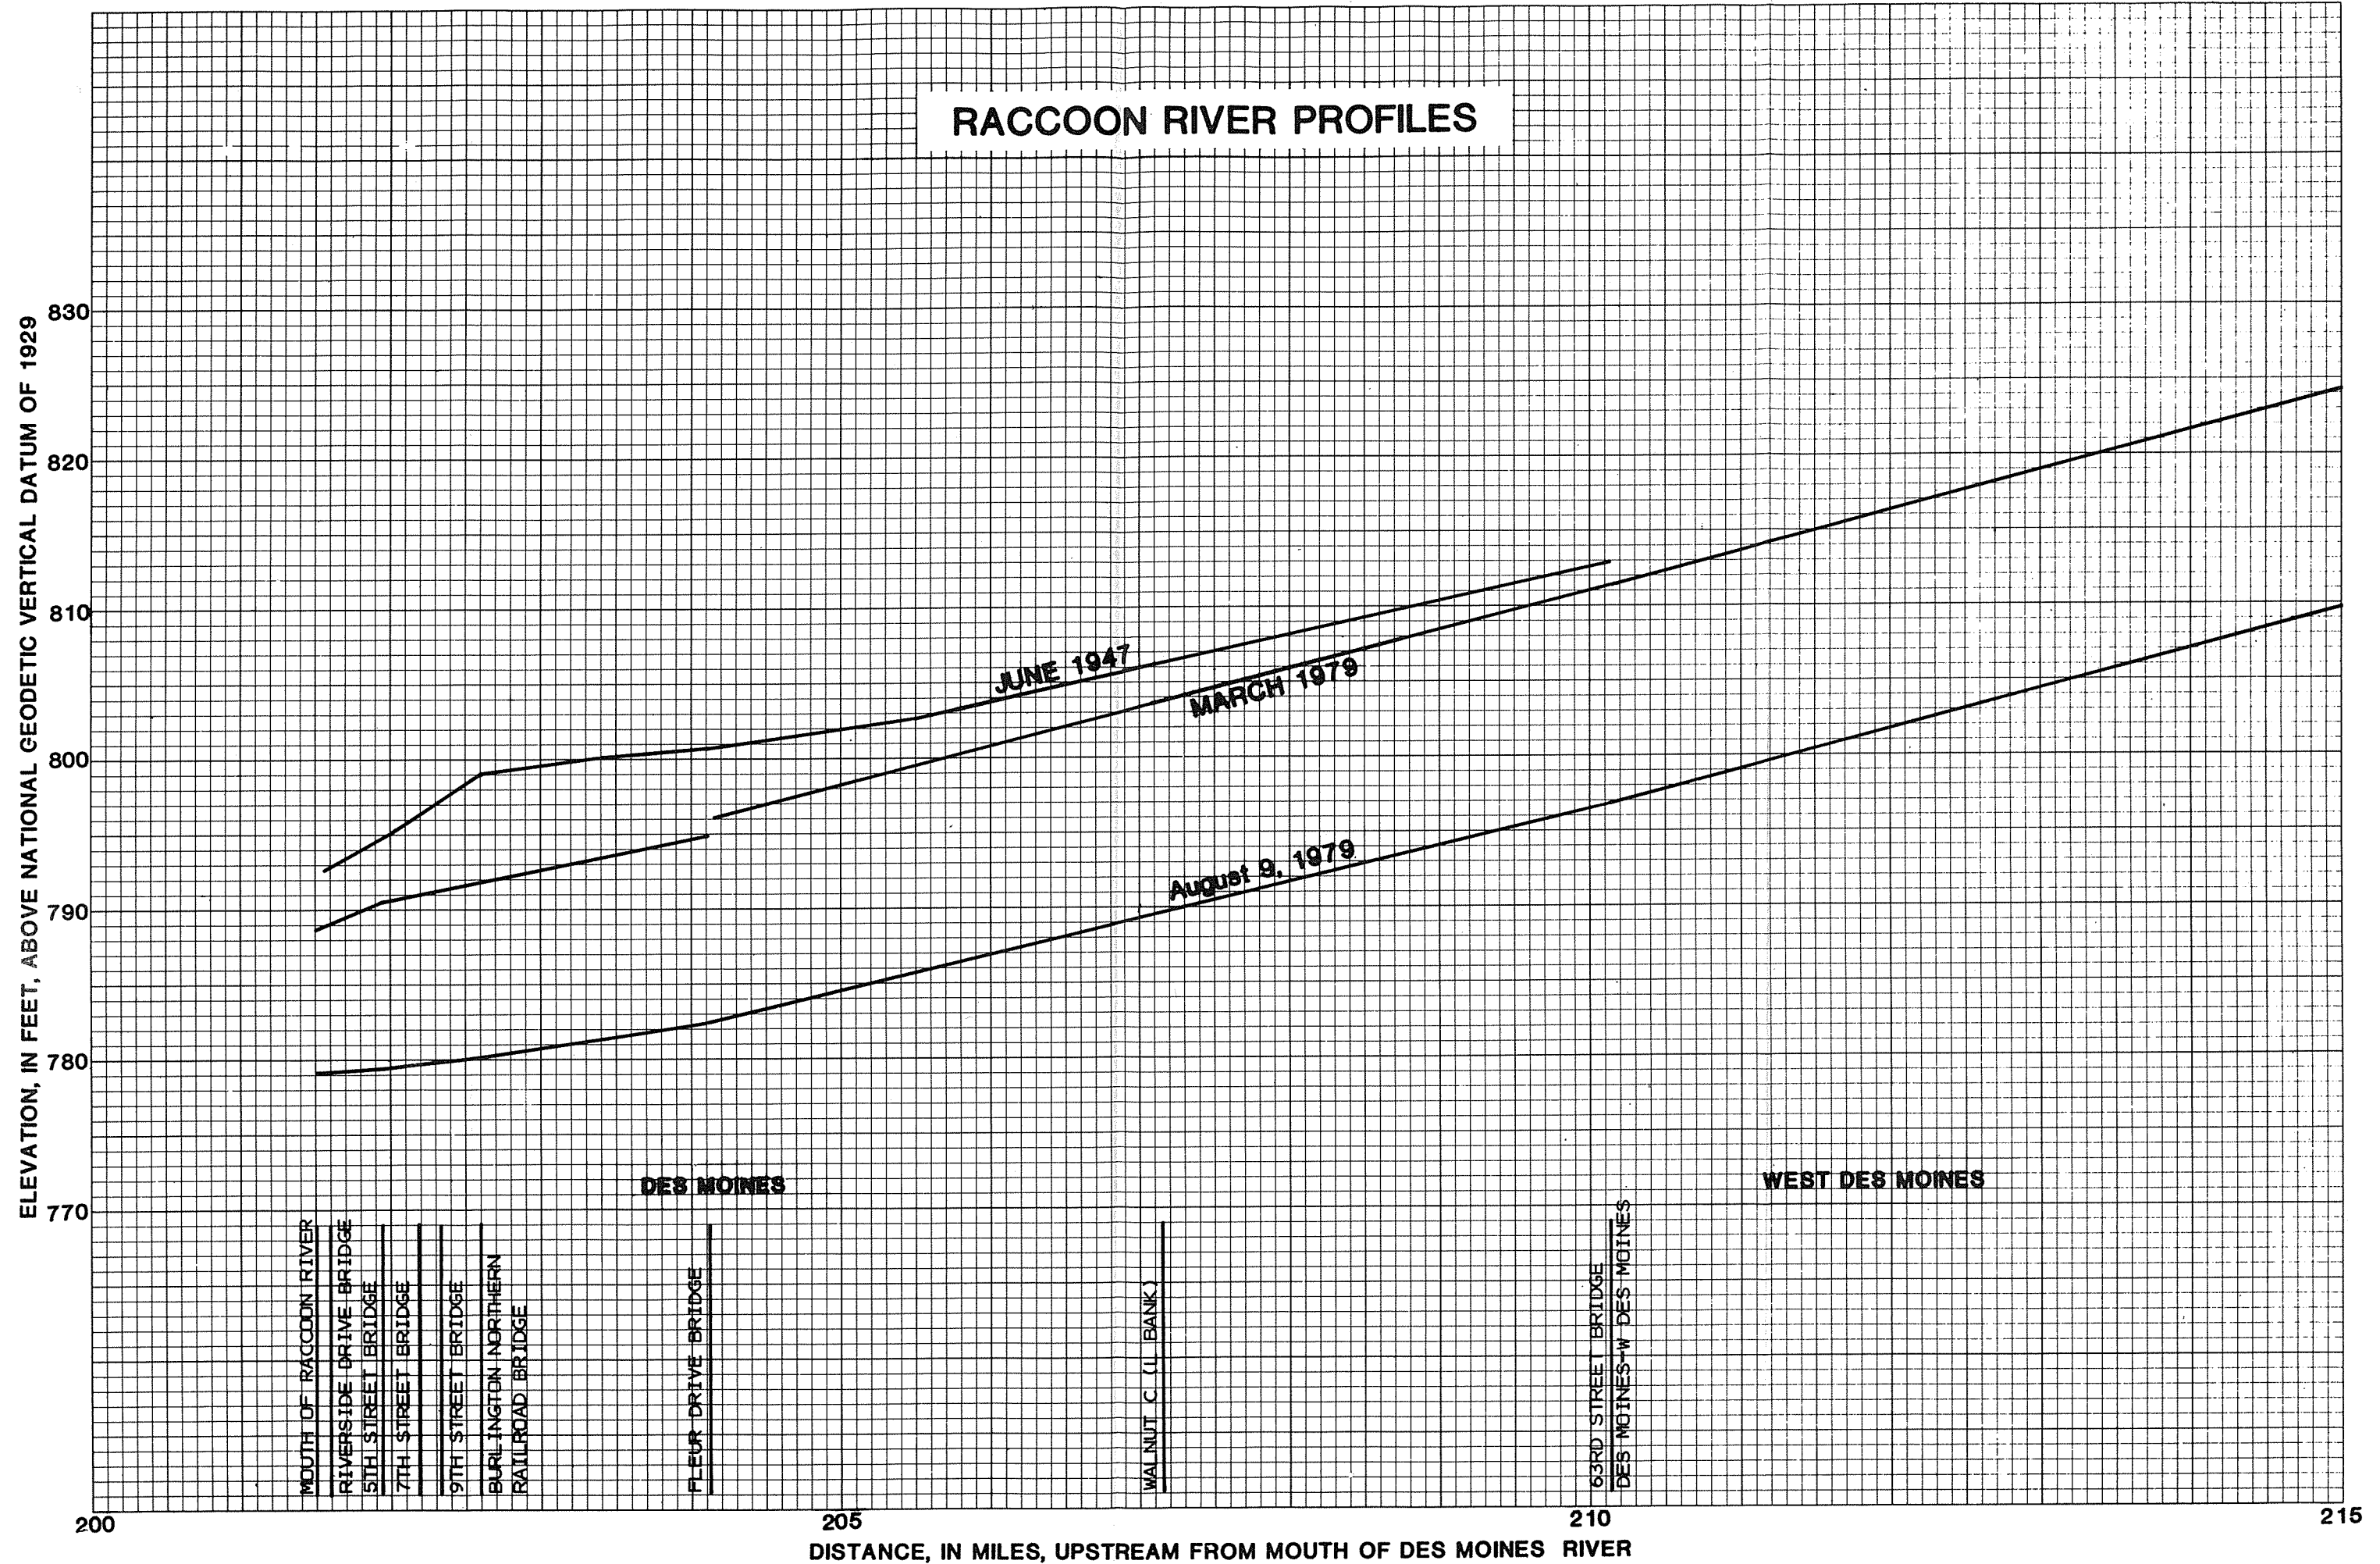 RACCOON RIVER PROFILES
ELEVATION, IN FEET, ABOVE NATIONAL GEODETIC VERTICAL DATUM OF 1929
830
820
810
800
790
780
770
JUNE 1947
MARCH 1979
August 9, 1979
DES MOINES
WEST DES MOINES
MOUTH OF RACCOON RIVER
RIVERSIDE DRIVE BRIDGE
5TH STREET BRIDGE
7TH STREET BRIDGE
9TH STREET BRIDGE
BURLINGTON NORTHERN
RAILROAD BRIDGE
FLEUR DRIVE BRIDGE
WALNUT C (L BANK)
63RD STREET BRIDGE
DES MOINES-W DES MOINES
200
205
210
215
DISTANCE, IN MILES, UPSTREAM FROM MOUTH OF DES MOINES RIVER